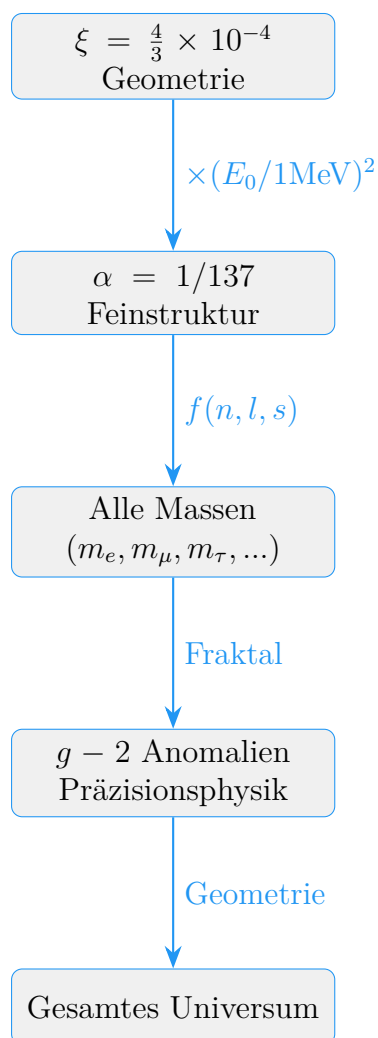 ξ = 4/3 × 10⁻⁴
Geometrie
×(E₀/1MeV)²
α = 1/137
Feinstruktur
f(n, l, s)
Alle Massen
(mₑ, m_μ, m_τ, ...)
Fraktal
g − 2 Anomalien
Präzisionsphysik
Geometrie
Gesamtes Universum